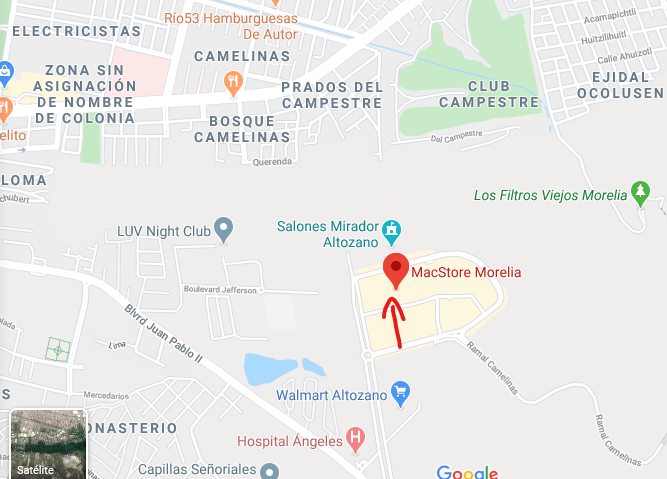 Río53 Hamburguesas
De Autor
ELECTRICISTAS
CAMELINAS
ZONA SIN
ASIGNACIÓN
DE NOMBRE
DE COLONIA
PRADOS DEL
CAMPESTRE
CLUB
CAMPESTRE
Acamapichtli
Huitzilihuitl
Calle Ahuizotl
EJIDAL
OCOLUSEN
BOSQUE
CAMELINAS
elito
Del Campestre
Querenda
LOMA
Schubert
Los Filtros Viejos Morelia
LUV Night Club
Salones Mirador
Altozano
MacStore Morelia
Boulevard Jefferson
Blvrd Juan Pablo II
Lima
Ramal Camelinas
Ramal Camelinas
Mercedarios
Walmart Altozano
S
ONASTERIO
Hospital Ángeles
Capillas Señoriales
Satélite
Google